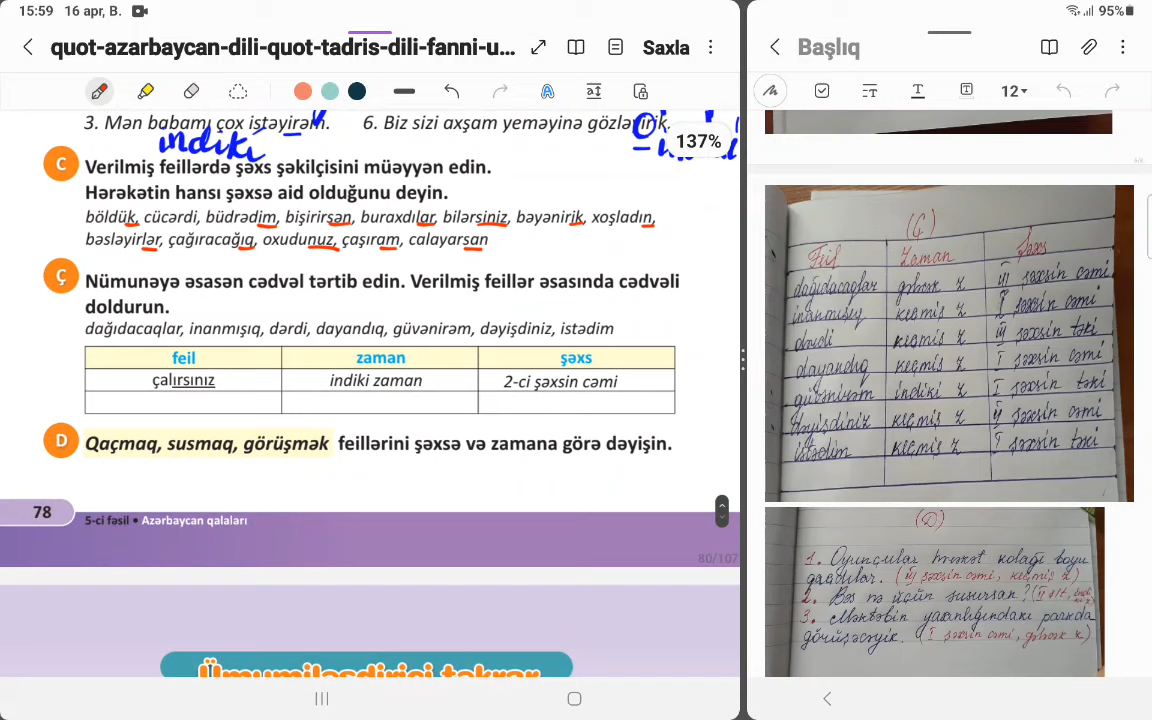 15:59 16 apr, B.
95%
quot-azarbaycan-dili-quot-tadris-dili-fanni-u...
Saxla
Başlıq
12
3. Mən babamı çox istəyirəm. 6. Biz sizi axşam yeməyinə gözləyirik.
137%
indiki
C
Verilmiş feillərdə şəxs şəkilçisini müəyyən edin.
Hərəkətin hansı şəxsə aid olduğunu deyin.
böldük, cücərdi, büdrədim, bişirirsən, buraxdılar, bilərsiniz, bəyənirik, xoşladın,
bəsləyirlər, çağıracağıq, oxudunuz, çaşıram, calayarsan
Ç
Nümunəyə əsasən cədvəl tərtib edin. Verilmiş feillər əsasında cədvəli
doldurun.
dağıdacaqlar, inanmışıq, dərdi, dayandıq, güvənirəm, dəyişdiniz, istədim
feil zaman şəxs
çalırsınız indiki zaman 2-ci şəxsin cəmi
D
Qaçmaq, susmaq, görüşmək feillərini şəxsə və zamana görə dəyişin.
78
5-ci fəsil • Azərbaycan qalaları
80/107
Ümumiləşdirici təkrar
(Ç)
Feil Zaman Şəxs
dağıdacaqlar gələcək z III şəxsin cəmi
inanmışıq keçmiş z I şəxsin cəmi
dərdi keçmiş z III şəxsin təki
dayandıq keçmiş z I şəxsin cəmi
güvənirəm indiki z I şəxsin təki
dəyişdiniz keçmiş z II şəxsin cəmi
istədim keçmiş z I şəxsin təki
(D)
1. Oyunçular hərəkət boyu
qaçdılar. (III şəxsin cəmi, keçmiş z)
2. Bəs nə üçün susursan?
3. Məktəbin yaxınlığındakı parkda
görüşəcəyik. (I şəxsin cəmi, gələcək z)